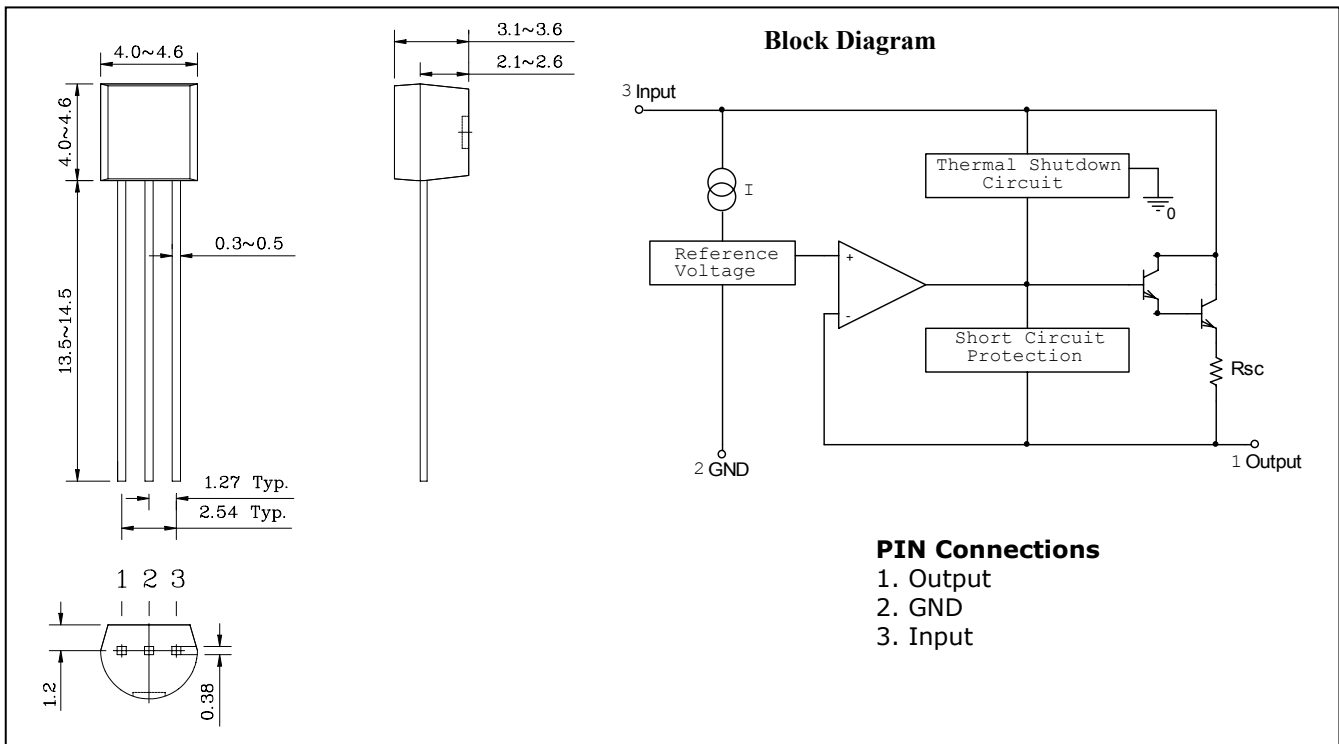 4.0~4.6
4.0~4.6
13.5~14.5
0.3~0.5
1.27 Typ.
2.54 Typ.
3.1~3.6
2.1~2.6
1 2 3
1.2
0.38
Block Diagram
3 Input
I
Thermal Shutdown
Circuit
0
Reference
Voltage
+
-
Short Circuit
Protection
Rsc
2 GND
1 Output
PIN Connections
1. Output
2. GND
3. Input